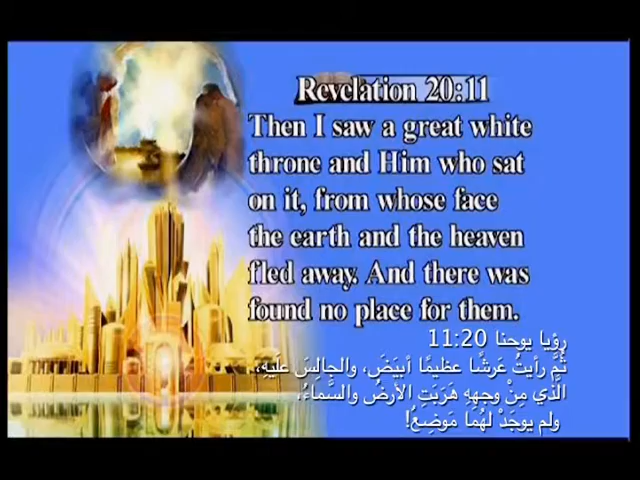 Revelation 20:11
Then I saw a great white
throne and Him who sat
on it, from whose face
the earth and the heaven
fled away. And there was
found no place for them.
رؤيا يوحنا 11:20
ثُمَّ رأيتُ عَرشًا عظيمًا أبيَضَ، والجالِسَ علَيهِ،
الّذي مِنْ وجهِهِ هَرَبَتِ الأرضُ والسَّماءُ،
ولم يوجَدْ لهُما مَوضِعٌ!